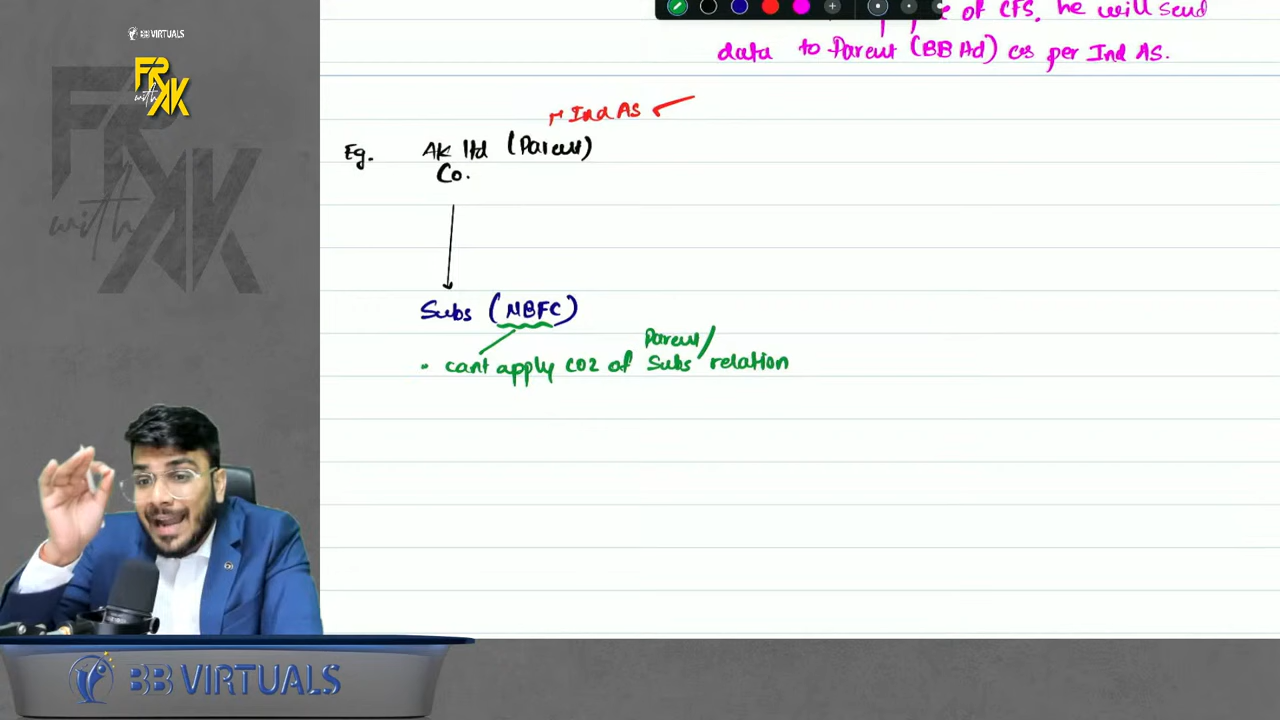 BB VIRTUALS
FR
with AK
of CFS, he will send
data to Parent (BB Ltd) as per Ind AS.
Ind AS
Eg. AK ltd (Parent)
Co.
Subs (NBFC)
Parent/
• cant apply CO2 of Subs relation
BB VIRTUALS